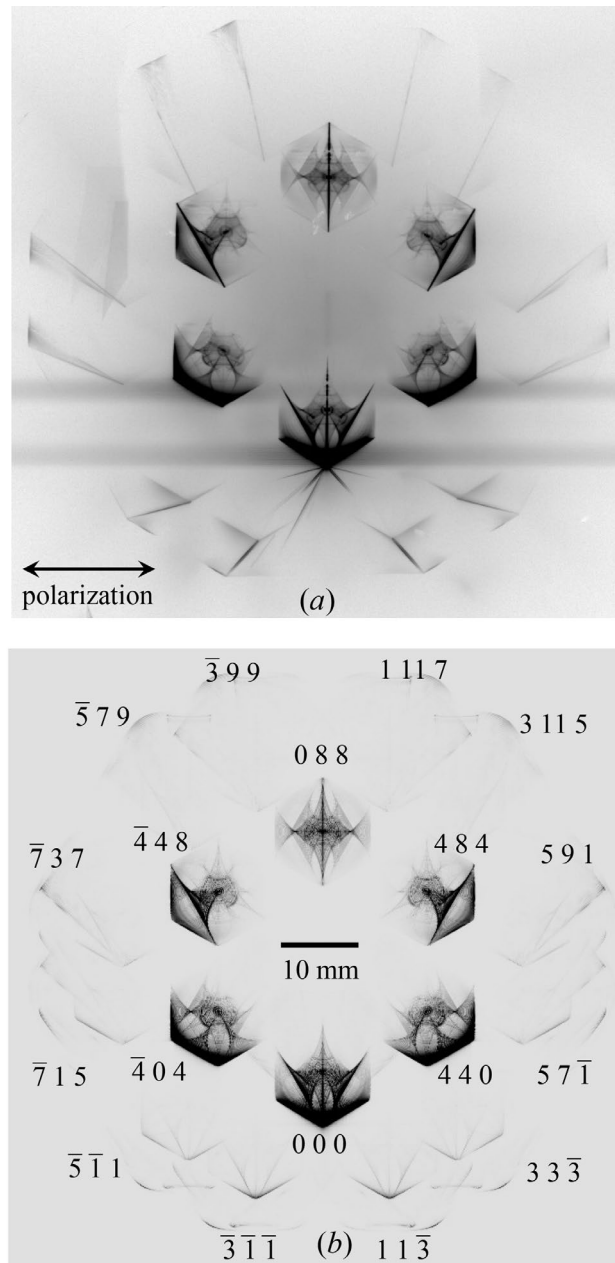 polarization
(a)
3̅ 9 9
1 11 7
5̅ 7 9
3 11 5
0 8 8
4̅ 4 8
4 8 4
7̅ 3 7
5 9 1
10 mm
7̅ 1 5
4̅ 0 4
4 4 0
5 7 1̅
0 0 0
5̅ 1̅ 1
3 3 3̅
3̅ 1̅ 1̅
(b)
1 1 3̅